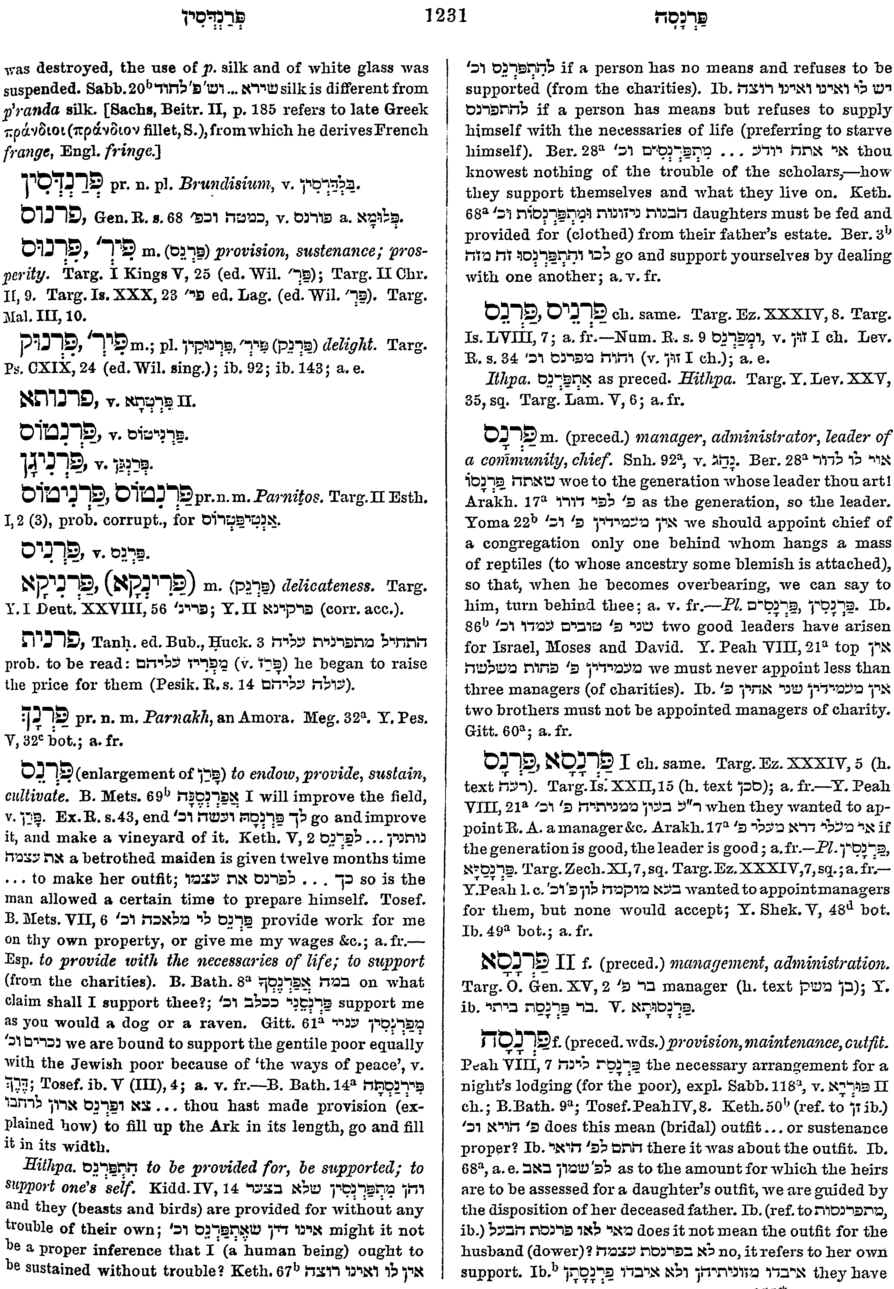 פְּרַנְדְּסִין
1231
פַּרְנָסָה
was destroyed, the use of p. silk and of white glass was
suspended. Sabb. 20ᵇ שירא ... וש' פ' לחוד silk is different from
p'randa silk. [Sachs, Beitr. II, p. 185 refers to late Greek
πράνδιοι (πράνδιον fillet, S.), from which he derives French
frange, Engl. fringe.]
פְּרַנְדְּסִין pr. n. pl. Brundisium, v. בְּלַנְדְּרְסִין.
פרנוס, Gen. R. s. 68 כמטה וכפ', v. פורנס a. פְּלוּמָא.
פִּיר', פַּרְנוּס m. (פַּרְנֵס) provision, sustenance; pros-
perity. Targ. I Kings V, 25 (ed. Wil. פַּרְ'); Targ. II Chr.
II, 9. Targ. Is. XXX, 23 פי' ed. Lag. (ed. Wil. פַּרְ'). Targ.
Mal. III, 10.
פִּיר', פַּרְנוּק m.; pl. פִּיר', פַּרְנוּקִין (פַּרְנֵק) delight. Targ.
Ps. CXIX, 24 (ed. Wil. sing.); ib. 92; ib. 143; a. e.
פרנותא, v. פַּרְטָתָא II.
פַּרְנְטוֹס, v. פַּרְנִיטוֹס.
פַּרְנִיגָן, v. פְּרַנְגָּן.
פַּרְנְטוֹס, פַּרְנִיטוֹס pr. n. m. Parniṭos. Targ. II Esth.
I, 2 (3), prob. corrupt., for אַנְטִיפַּטְרוֹס.
פַּרְנִיס, v. פַּרְנֵס.
פַּרְנִיקָא, (פַּרִינְקָא) m. (פַּרְנֵק) delicateness. Targ.
Y. I Deut. XXVIII, 56 פרינ'; Y. II פרקינא (corr. acc.).
פרנית, Tanḥ. ed. Bub., Ḥuck. 3 התחיל מתפרנית עליה
prob. to be read: מַפְרִיז עליהם (v. פָּרַז) he began to raise
the price for them (Pesik. R. s. 14 עולה עליהם).
פַּרְנָךְ pr. n. m. Parnakh, an Amora. Meg. 32ᵃ. Y. Pes.
V, 32ᶜ bot.; a. fr.
פִּרְנֵס (enlargement of פרן) to endow, provide, sustain,
cultivate. B. Mets. 69ᵇ אֲפַרְנְסֶנָּה I will improve the field,
v. פָּרַן. Ex. R. s. 43, end לך פַּרְנְסָהּ ועשה וכ' go and improve
it, and make a vineyard of it. Keth. V, 2 נותנין ... לפַרְנֵס
את עצמה a betrothed maiden is given twelve months time
... to make her outfit; כך ... לפרנס את עצמו so is the
man allowed a certain time to prepare himself. Tosef.
B. Mets. VII, 6 פַּרְנֵס לי מלאכה וכ' provide work for me
on thy own property, or give me my wages &c.; a. fr.—
Esp. to provide with the necessaries of life; to support
(from the charities). B. Bath. 8ᵃ במה אֲפַרְנֶסְךָ on what
claim shall I support thee?; פַּרְנְסֵנִי ככלב וכ' support me
as you would a dog or a raven. Gitt. 61ᵃ מְפַרְנְסִין עניי
נכרים וכ' we are bound to support the gentile poor equally
with the Jewish poor because of 'the ways of peace', v.
דֶּרֶךְ; Tosef. ib. V (III), 4; a. v. fr.—B. Bath. 14ᵃ פִּירְנַסְתָּה
... צא ופַרְנֵס ארון לרחבו thou hast made provision (ex-
plained how) to fill up the Ark in its length, go and fill
it in its width.
Hithpa. הִתְפַּרְנֵס to be provided for, be supported; to
support one's self. Kidd. IV, 14 והן מִתְפַּרְנְסִין שלא בצער
and they (beasts and birds) are provided for without any
trouble of their own; אינו דין שֶׁאֶתְפַּרְנֵס וכ' might it not
be a proper inference that I (a human being) ought to
be sustained without trouble? Keth. 67ᵇ אין לו ואינו רוצה
לְהִתְפַּרְנֵס וכ' if a person has no means and refuses to be
supported (from the charities). Ib. יש לו ואינו ואינו רוצה
להתפרנס if a person has means but refuses to supply
himself with the necessaries of life (preferring to starve
himself). Ber. 28ᵃ אי אתה יודע ... מִתְפַּרְנְסִים וכ' thou
knowest nothing of the trouble of the scholars,—how
they support themselves and what they live on. Keth.
68ᵃ הבנות ניזונות ומִתְפַּרְנְסוֹת וכ' daughters must be fed and
provided for (clothed) from their father's estate. Ber. 3ᵇ
לכו והִתְפַּרְנְסוּ זה מזה go and support yourselves by dealing
with one another; a. v. fr.
פַּרְנֵיס, פַּרְנֵס ch. same. Targ. Ez. XXXIV, 8. Targ.
Is. LVIII, 7; a. fr.—Num. R. s. 9 ומְפַרְנֵס, v. זוּן I ch. Lev.
R. s. 34 והוה מפרנס וכ' (v. זוּן I ch.); a. e.
Ithpa. אִתְפַּרְנֵס as preced. Hithpa. Targ. Y. Lev. XXV,
35, sq. Targ. Lam. V, 6; a. fr.
פַּרְנָס m. (preced.) manager, administrator, leader of
a community, chief. Snh. 92ᵃ, v. נָהַג. Ber. 28ᵃ אוי לו לדור
שאתה פַּרְנָסוֹ woe to the generation whose leader thou art!
Arakh. 17ᵃ פ' לפי דורו as the generation, so the leader.
Yoma 22ᵇ אין מעמידין פ' וכ' we should appoint chief of
a congregation only one behind whom hangs a mass
of reptiles (to whose ancestry some blemish is attached),
so that, when he becomes overbearing, we can say to
him, turn behind thee; a. v. fr.—Pl. פַּרְנָסִין, פַּרְנָסִים. Ib.
86ᵇ שני פ' טובים עמדו וכ' two good leaders have arisen
for Israel, Moses and David. Y. Peah VIII, 21ᵃ top אין
מעמידין פ' פחות משלשה we must never appoint less than
three managers (of charities). Ib. אין מעמידין שני אחין פ'
two brothers must not be appointed managers of charity.
Gitt. 60ᵃ; a. fr.
פַּרְנָסָא, פַּרְנָס I ch. same. Targ. Ez. XXXIV, 5 (h.
text רעה). Targ. Is. XXII, 15 (h. text סכן); a. fr.—Y. Peah
VIII, 21ᵃ ר"ע בעון ממניתיה פ' וכ' when they wanted to ap-
point R. A. a manager &c. Arakh. 17ᵃ אי מעלי דרא מעלי פ' if
the generation is good, the leader is good; a. fr.—Pl. פַּרְנָסִין,
פַּרְנָסַיָּא. Targ. Zech. XI, 7, sq. Targ. Ez. XXXIV, 7, sq.; a. fr.—
Y. Peah l. c. בעא מוקמה לון פ' וכ' wanted to appoint managers
for them, but none would accept; Y. Shek. V, 48ᵈ bot.
Ib. 49ᵃ bot.; a. fr.
פַּרְנָסָא II f. (preced.) management, administration.
Targ. O. Gen. XV, 2 בר פ' manager (h. text בן משק); Y.
ib. בר פַּרְנָסַת ביתי. V. פַּרְנָסוּתָא.
פַּרְנָסָה f. (preced. wds.) provision, maintenance, outfit.
Peah VIII, 7 פַּרְנָסַת לינה the necessary arrangement for a
night's lodging (for the poor), expl. Sabb. 118ᵃ, v. פּוּרְיָא II
ch.; B. Bath. 9ᵃ; Tosef. Peah IV, 8. Keth. 50ᵇ (ref. to זן ib.)
פ' הויא וכ' does this mean (bridal) outfit ... or sustenance
proper? Ib. התם לפ' הואי there it was about the outfit. Ib.
68ᵃ, a. e. לפ' שמין באב as to the amount for which the heirs
are to be assessed for a daughter's outfit, we are guided by
the disposition of her deceased father. Ib. (ref. to מתפרנסות,
ib.) מאי לאו פרנסת הבעל does it not mean the outfit for the
husband (dower)? לא בפרנסת עצמה no, it refers to her own
support. Ib.ᵇ איבדו מזונותיהן ולא איבדו פַּרְנָסָתָן they have